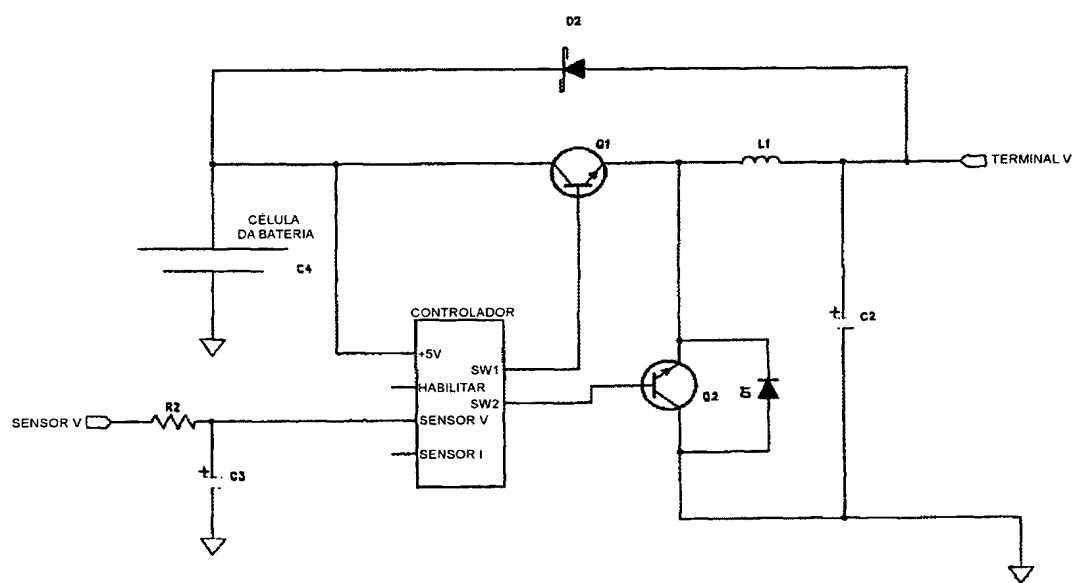 D2
Q1
L1
TERMINAL V
CÉLULA
DA BATERIA
C4
CONTROLADOR
+5V
SW1
HABILITAR
SW2
SENSOR V
SENSOR I
Q2
D1
+
C2
SENSOR V
R2
+
C3